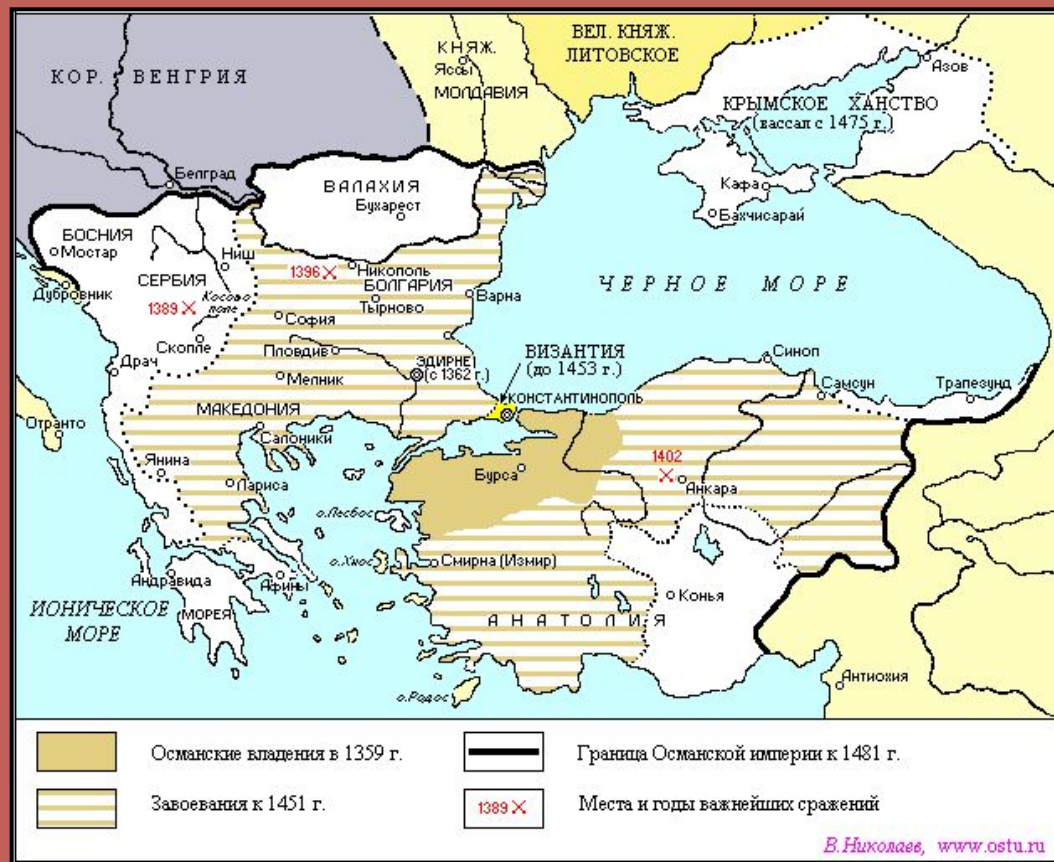 КОР. ВЕНГРИЯ
КНЯЖ.
Яссы
МОЛДАВИЯ
ВЕЛ. КНЯЖ.
ЛИТОВСКОЕ
Азов
КРЫМСКОЕ ХАНСТВО
(вассал с 1475 г.)
Кафа
Бахчисарай
Белград
ВАЛАХИЯ
Бухарест
БОСНИЯ
Мостар
Ниш
СЕРБИЯ
1396
Никополь
БОЛГАРИЯ
Тырново
Варна
Дубровник
1389
Косово
поле
ЧЕРНОЕ МОРЕ
София
Скопле
Пловдив
ЭДИРНЕ
(с 1362 г.)
ВИЗАНТИЯ
(до 1453 г.)
Синоп
Драч
Мелник
Самсун
Трапезунд
КОНСТАНТИНОПОЛЬ
МАКЕДОНИЯ
Отранто
Салоники
Янина
Лариса
Бурса
1402
Анкара
о.Лесбос
о.Хиос
Смирна (Измир)
Андравида
Афины
ИОНИЧЕСКОЕ
МОРЕ
МОРЕЯ
Конья
АНАТОЛИЯ
о.Родос
Антиохия
Османские владения в 1359 г.
Граница Османской империи к 1481 г.
Завоевания к 1451 г.
1389
Места и годы важнейших сражений
В.Николаев, www.ostu.ru